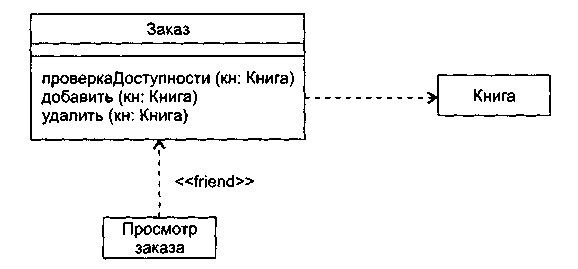 Заказ
проверкаДоступности (кн: Книга)
добавить (кн: Книга)
удалить (кн: Книга)
Книга
<<friend>>
Просмотр
заказа